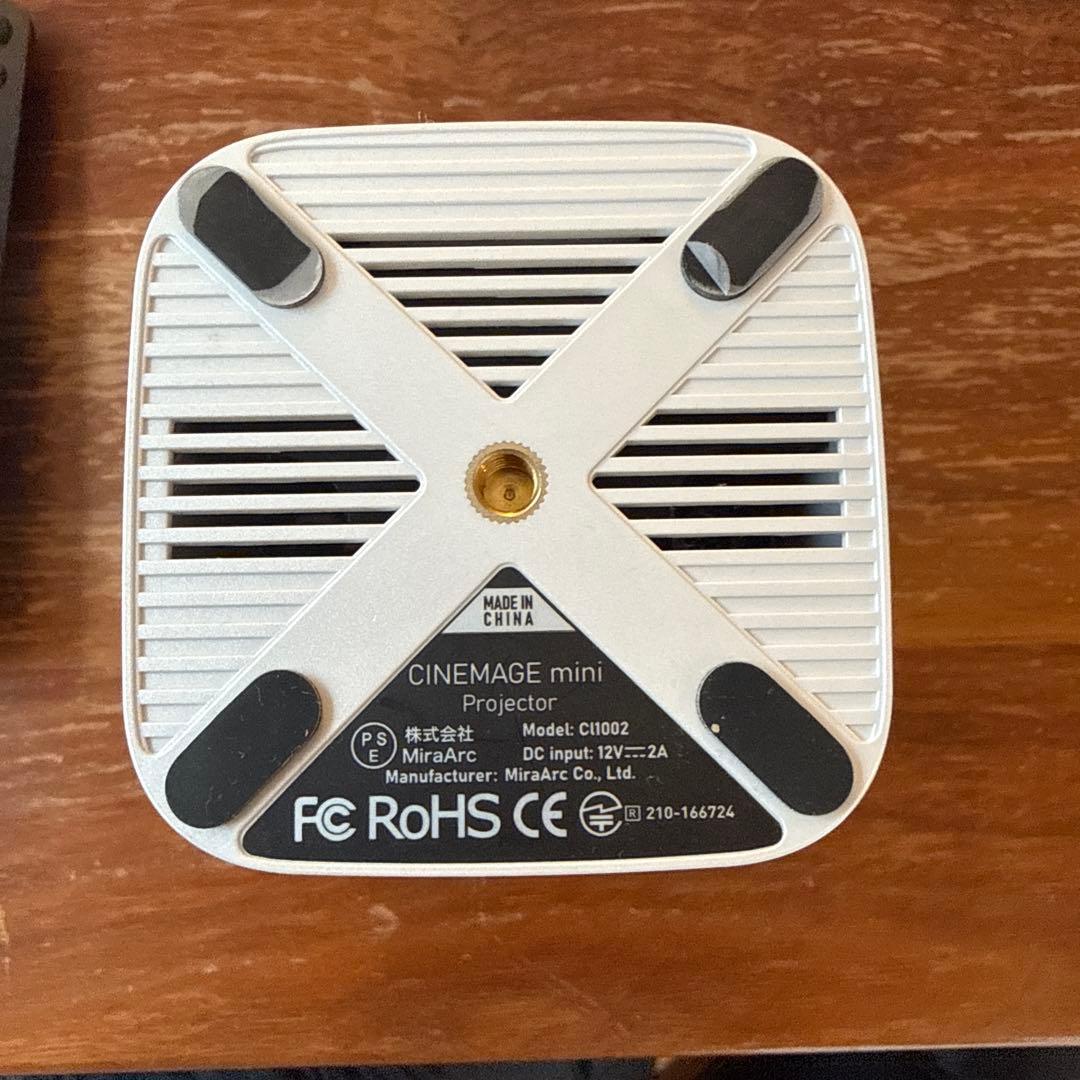 MADE IN
CHINA
CINEMAGE mini
Projector
PS
E
株式会社
MiraArc
Model: CI1002
DC input: 12V⎓2A
Manufacturer: MiraArc Co., Ltd.
FC RoHS CE R 210-166724